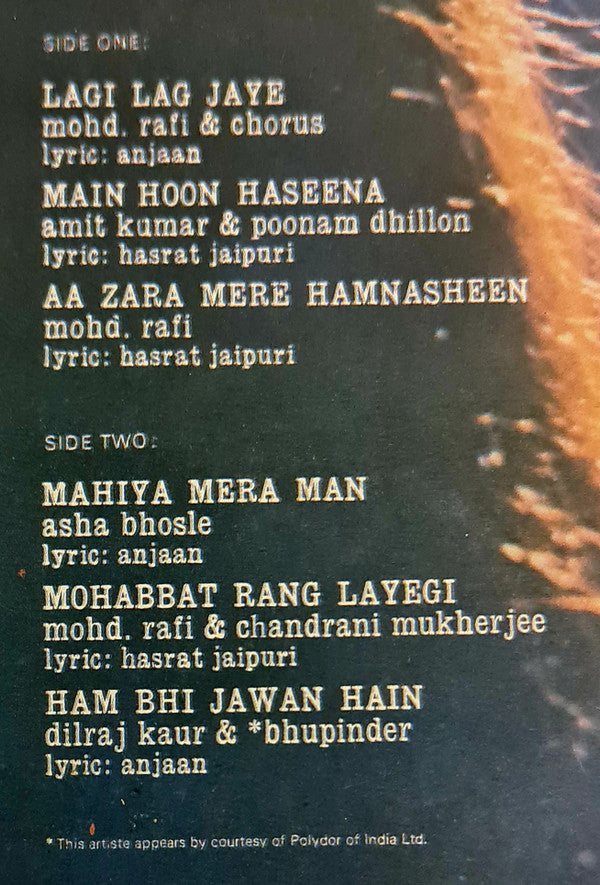 SIDE ONE:
LAGI LAG JAYE
mohd. rafi & chorus
lyric: anjaan
MAIN HOON HASEENA
amit kumar & poonam dhillon
lyric: hasrat jaipuri
AA ZARA MERE HAMNASHEEN
mohd. rafi
lyric: hasrat jaipuri
SIDE TWO:
MAHIYA MERA MAN
asha bhosle
lyric: anjaan
MOHABBAT RANG LAYEGI
mohd. rafi & chandrani mukherjee
lyric: hasrat jaipuri
HAM BHI JAWAN HAIN
dilraj kaur & *bhupinder
lyric: anjaan
* This artiste appears by courtesy of Polydor of India Ltd.